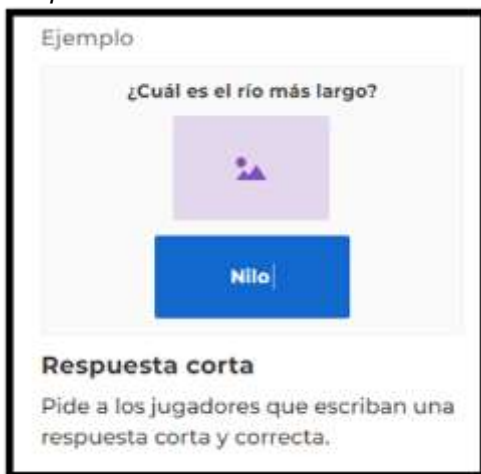 Ejemplo
¿Cuál es el río más largo?
Nilo
Respuesta corta
Pide a los jugadores que escriban una
respuesta corta y correcta.